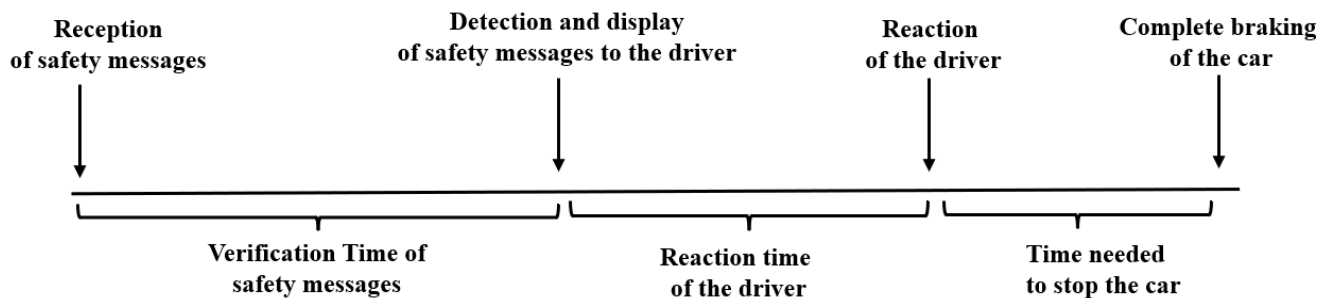 Reception
of safety messages
Detection and display
of safety messages to the driver
Reaction
of the driver
Complete braking
of the car
Verification Time of
safety messages
Reaction time
of the driver
Time needed
to stop the car